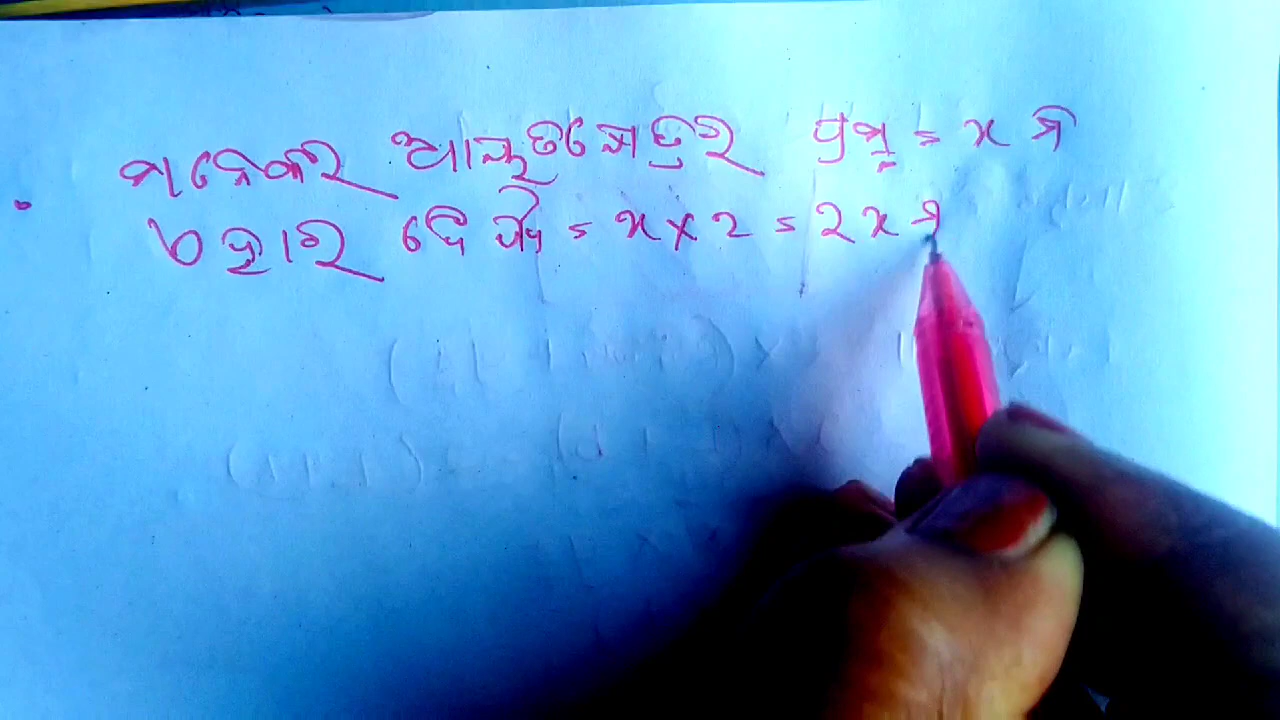 ମନେକର ଆୟତକ୍ଷେତ୍ରର ପ୍ରସ୍ଥ = x ମି
ତାହାର ଦୈର୍ଘ୍ୟ = x × 2 = 2x ମି